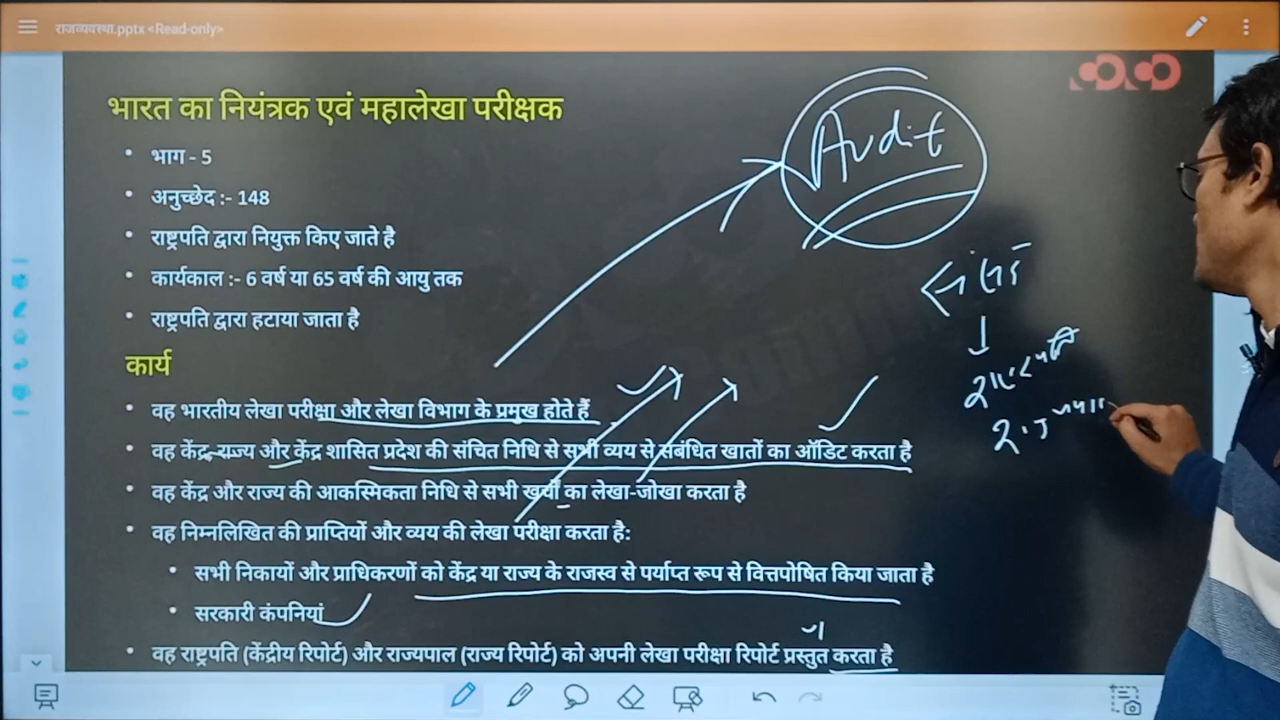 राजव्यवस्था.pptx <Read-only>
भारत का नियंत्रक एवं महालेखा परीक्षक
• भाग - 5
• अनुच्छेद :- 148
• राष्ट्रपति द्वारा नियुक्त किए जाते है
• कार्यकाल :- 6 वर्ष या 65 वर्ष की आयु तक
• राष्ट्रपति द्वारा हटाया जाता है
Audit
कार्य
• वह भारतीय लेखा परीक्षा और लेखा विभाग के प्रमुख होते हैं
• वह केंद्र, राज्य और केंद्र शासित प्रदेश की संचित निधि से सभी व्यय से संबंधित खातों का ऑडिट करता है
• वह केंद्र और राज्य की आकस्मिकता निधि से सभी खर्चों का लेखा-जोखा करता है
• वह निम्नलिखित की प्राप्तियों और व्यय की लेखा परीक्षा करता है:
• सभी निकायों और प्राधिकरणों को केंद्र या राज्य के राजस्व से पर्याप्त रूप से वित्तपोषित किया जाता है
• सरकारी कंपनियां
• वह राष्ट्रपति (केंद्रीय रिपोर्ट) और राज्यपाल (राज्य रिपोर्ट) को अपनी लेखा परीक्षा रिपोर्ट प्रस्तुत करता है